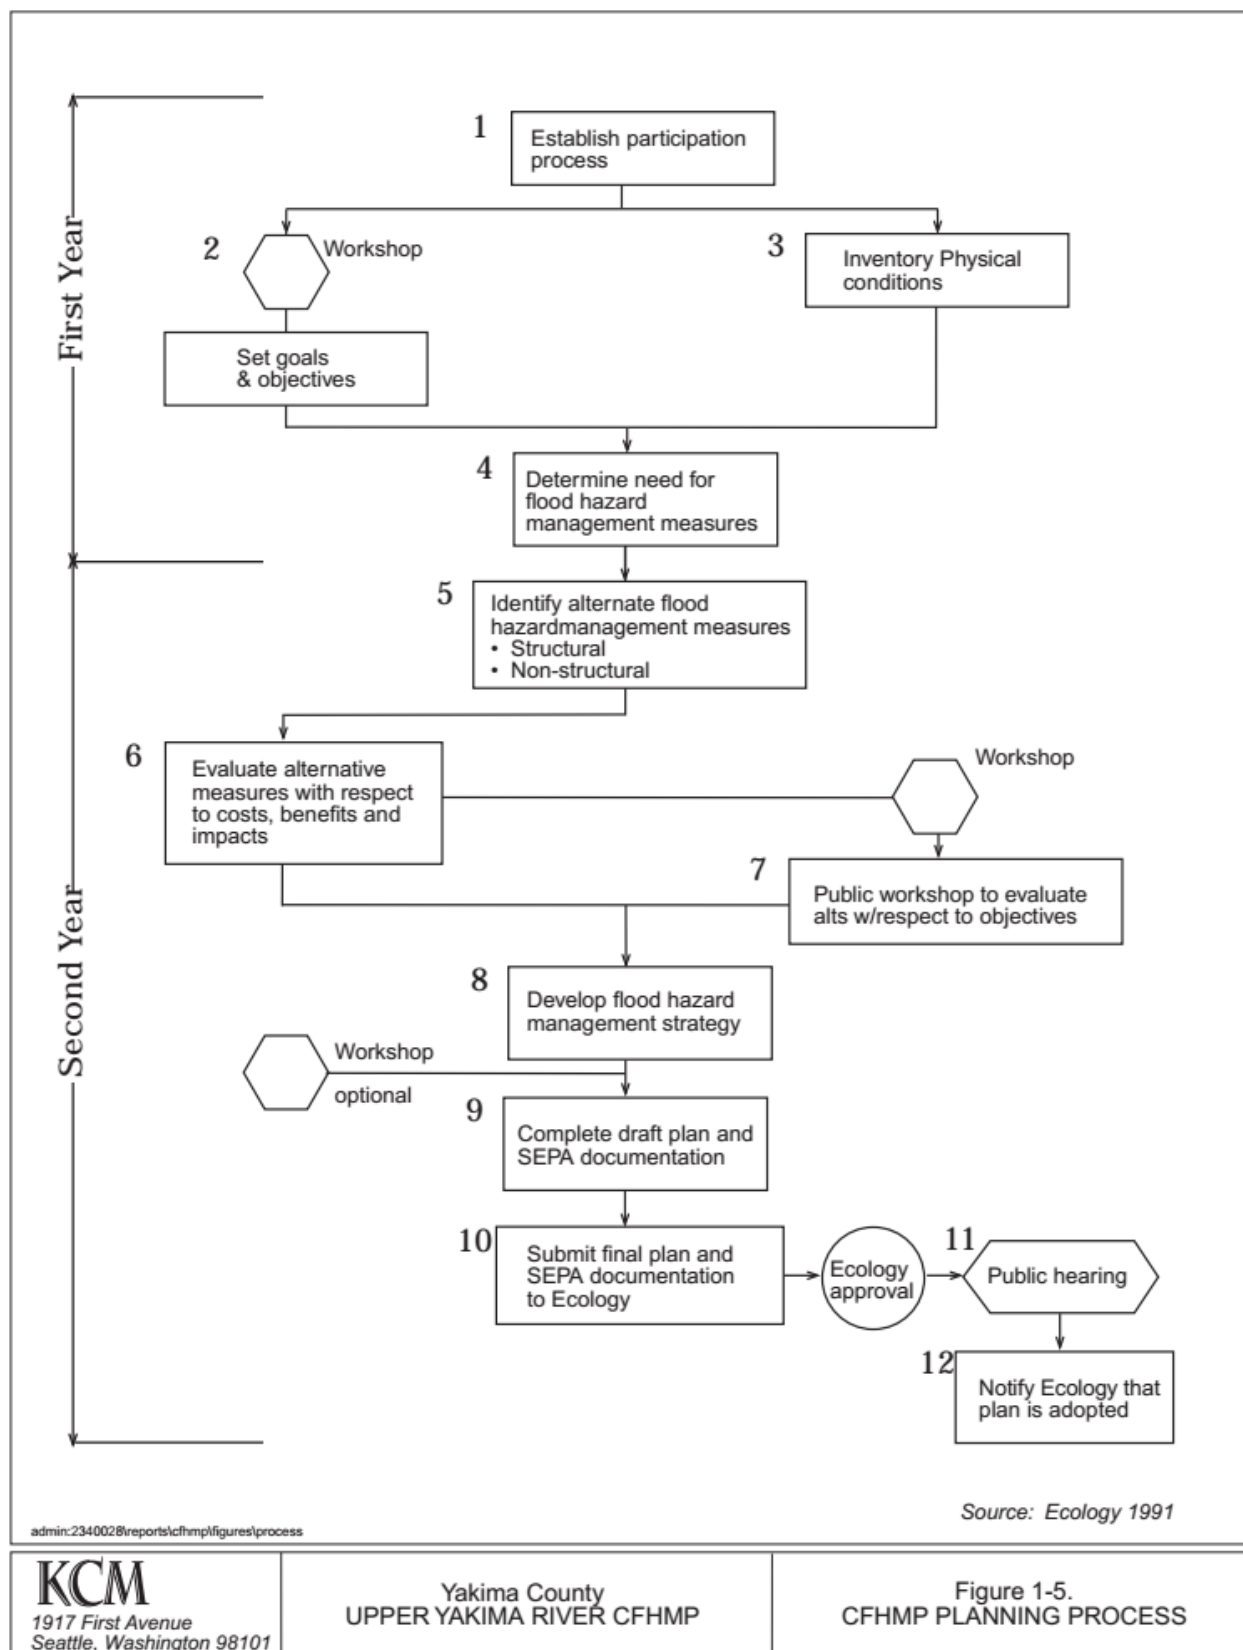 1
Establish participation
process
2
Workshop
3
Inventory Physical
conditions
First Year
Set goals
& objectives
4
Determine need for
flood hazard
management measures
5
Identify alternate flood
hazardmanagement measures
• Structural
• Non-structural
6
Evaluate alternative
measures with respect
to costs, benefits and
impacts
Workshop
7
Public workshop to evaluate
alts w/respect to objectives
Second Year
8
Develop flood hazard
management strategy
Workshop
optional
9
Complete draft plan and
SEPA documentation
10
Submit final plan and
SEPA documentation
to Ecology
Ecology
approval
11
Public hearing
12
Notify Ecology that
plan is adopted
Source: Ecology 1991
admin:2340028\reports\cfhmp\figures\process
KCM
1917 First Avenue
Seattle, Washington 98101
Yakima County
UPPER YAKIMA RIVER CFHMP
Figure 1-5.
CFHMP PLANNING PROCESS